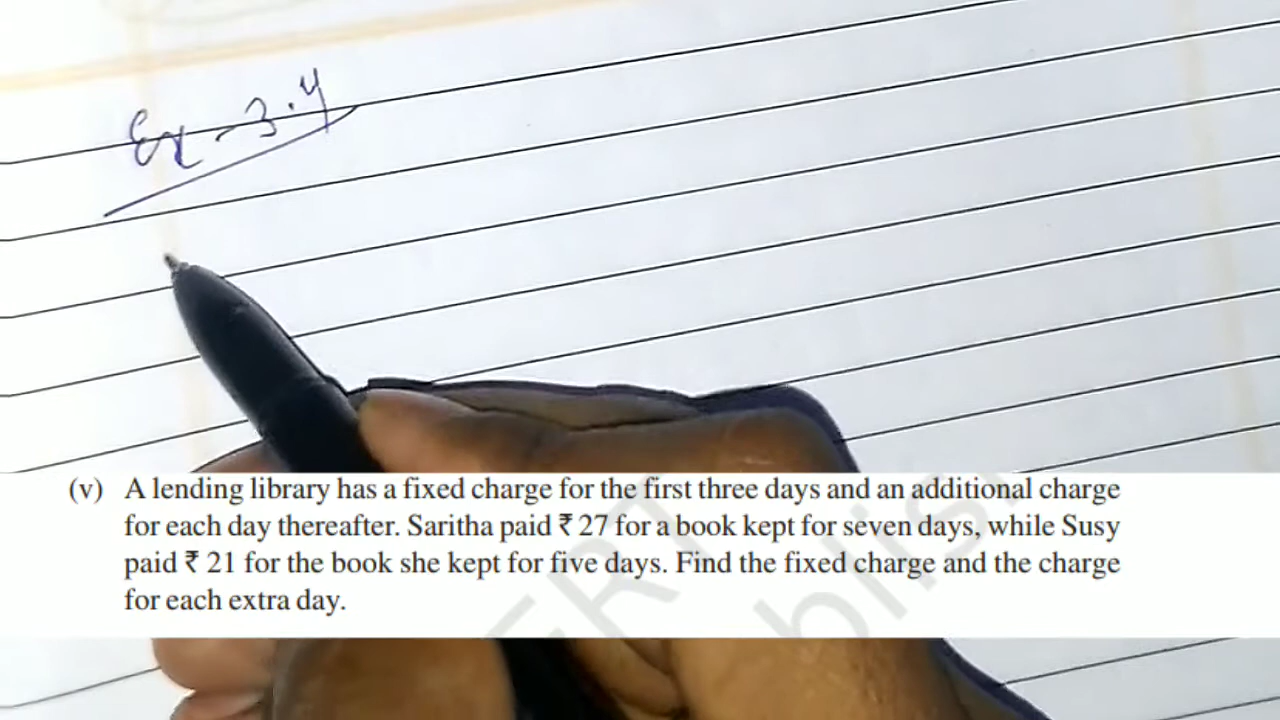 Ex - 3.4
(v) A lending library has a fixed charge for the first three days and an additional charge
for each day thereafter. Saritha paid ₹ 27 for a book kept for seven days, while Susy
paid ₹ 21 for the book she kept for five days. Find the fixed charge and the charge
for each extra day.